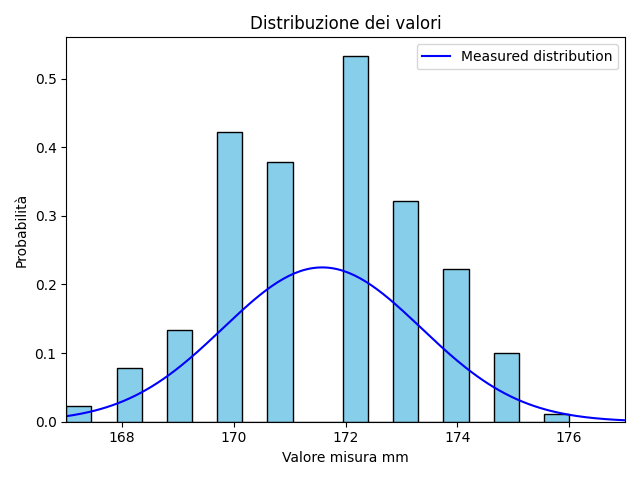 Distribuzione dei valori
Measured distribution
0.5
0.4
0.3
0.2
0.1
0.0
Probabilità
168 170 172 174 176
Valore misura mm